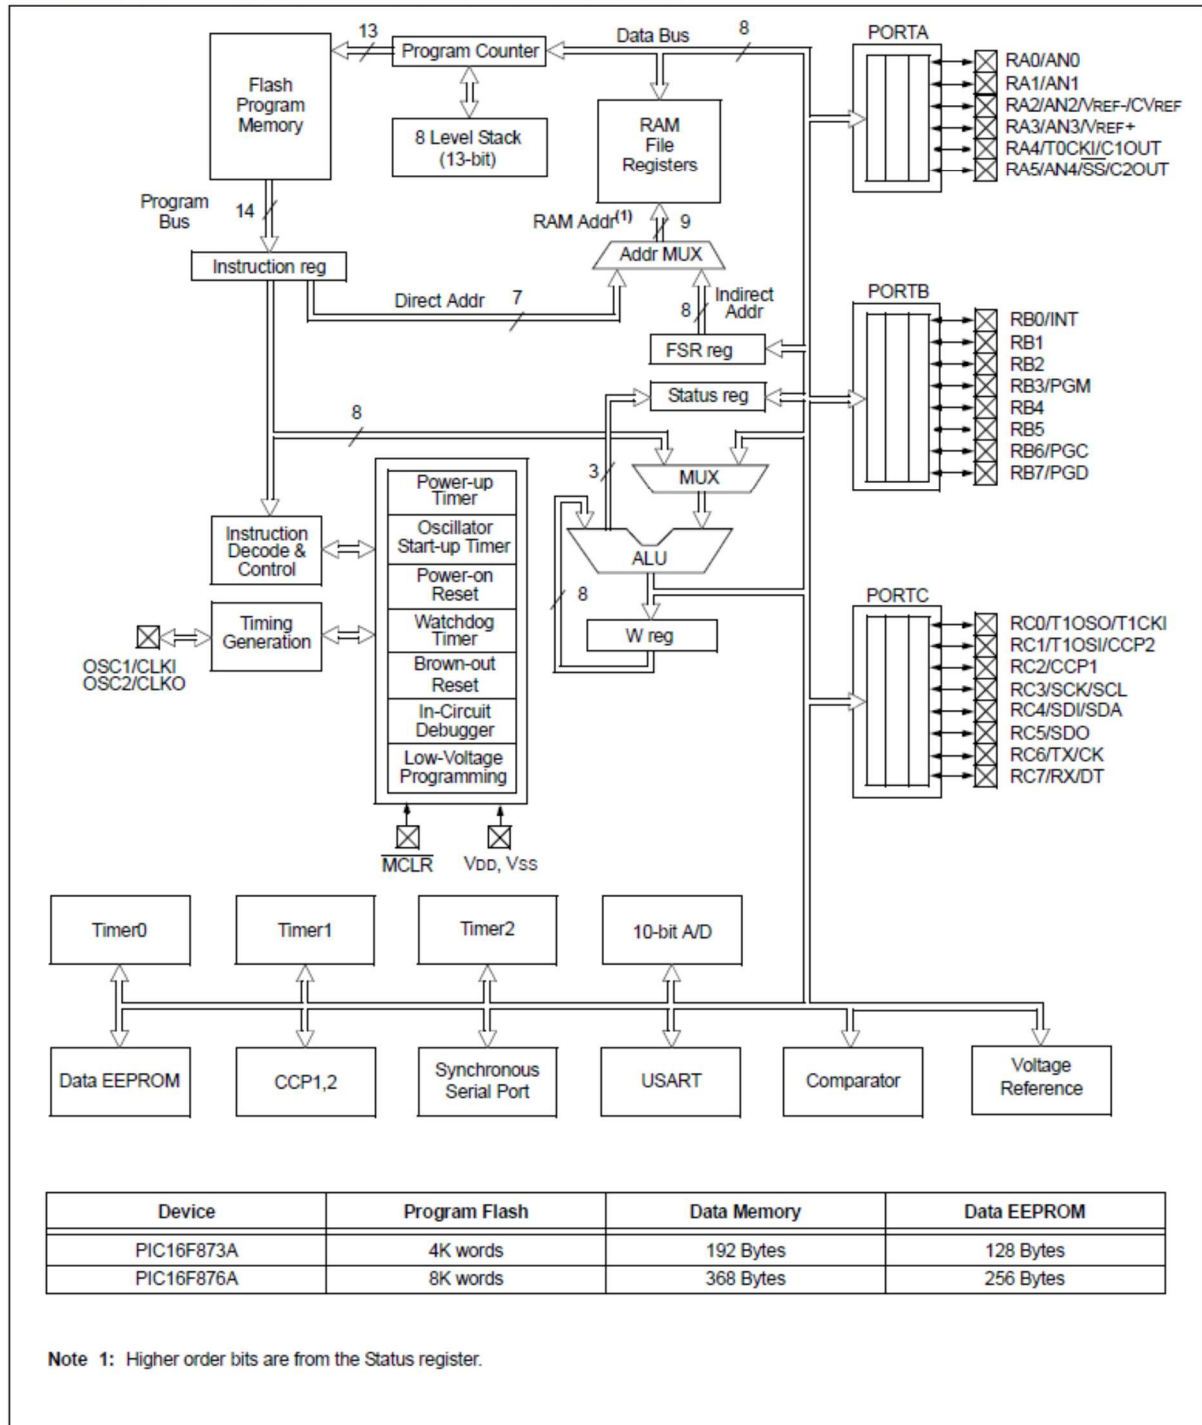 13
Program Counter
Data Bus
8
PORTA
Flash
Program
Memory
8 Level Stack
(13-bit)
RAM
File
Registers
RA0/AN0
RA1/AN1
RA2/AN2/VREF-/CVREF
RA3/AN3/VREF+
RA4/T0CKI/C1OUT
RA5/AN4/SS/C2OUT
Program
Bus
14
RAM Addr(1)
9
Addr MUX
Instruction reg
Direct Addr
7
8
Indirect
Addr
FSR reg
Status reg
PORTB
RB0/INT
RB1
RB2
RB3/PGM
RB4
RB5
RB6/PGC
RB7/PGD
8
3
MUX
Power-up
Timer
Oscillator
Start-up Timer
Power-on
Reset
Watchdog
Timer
Brown-out
Reset
In-Circuit
Debugger
Low-Voltage
Programming
Instruction
Decode &
Control
Timing
Generation
OSC1/CLKI
OSC2/CLKO
ALU
8
W reg
PORTC
RC0/T1OSO/T1CKI
RC1/T1OSI/CCP2
RC2/CCP1
RC3/SCK/SCL
RC4/SDI/SDA
RC5/SDO
RC6/TX/CK
RC7/RX/DT
MCLR
VDD, VSS
Timer0
Timer1
Timer2
10-bit A/D
Data EEPROM
CCP1,2
Synchronous
Serial Port
USART
Comparator
Voltage
Reference
Device Program Flash Data Memory Data EEPROM
PIC16F873A 4K words 192 Bytes 128 Bytes
PIC16F876A 8K words 368 Bytes 256 Bytes
Note 1: Higher order bits are from the Status register.